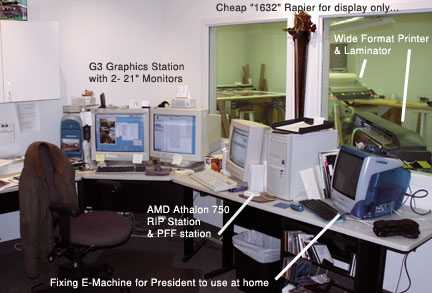 Cheap "1632" Rapier for display only...
Wide Format Printer
& Laminator
G3 Graphics Station
with 2- 21" Monitors
AMD Athalon 750
RIP Station
& PFF station
Fixing E-Machine for President to use at home